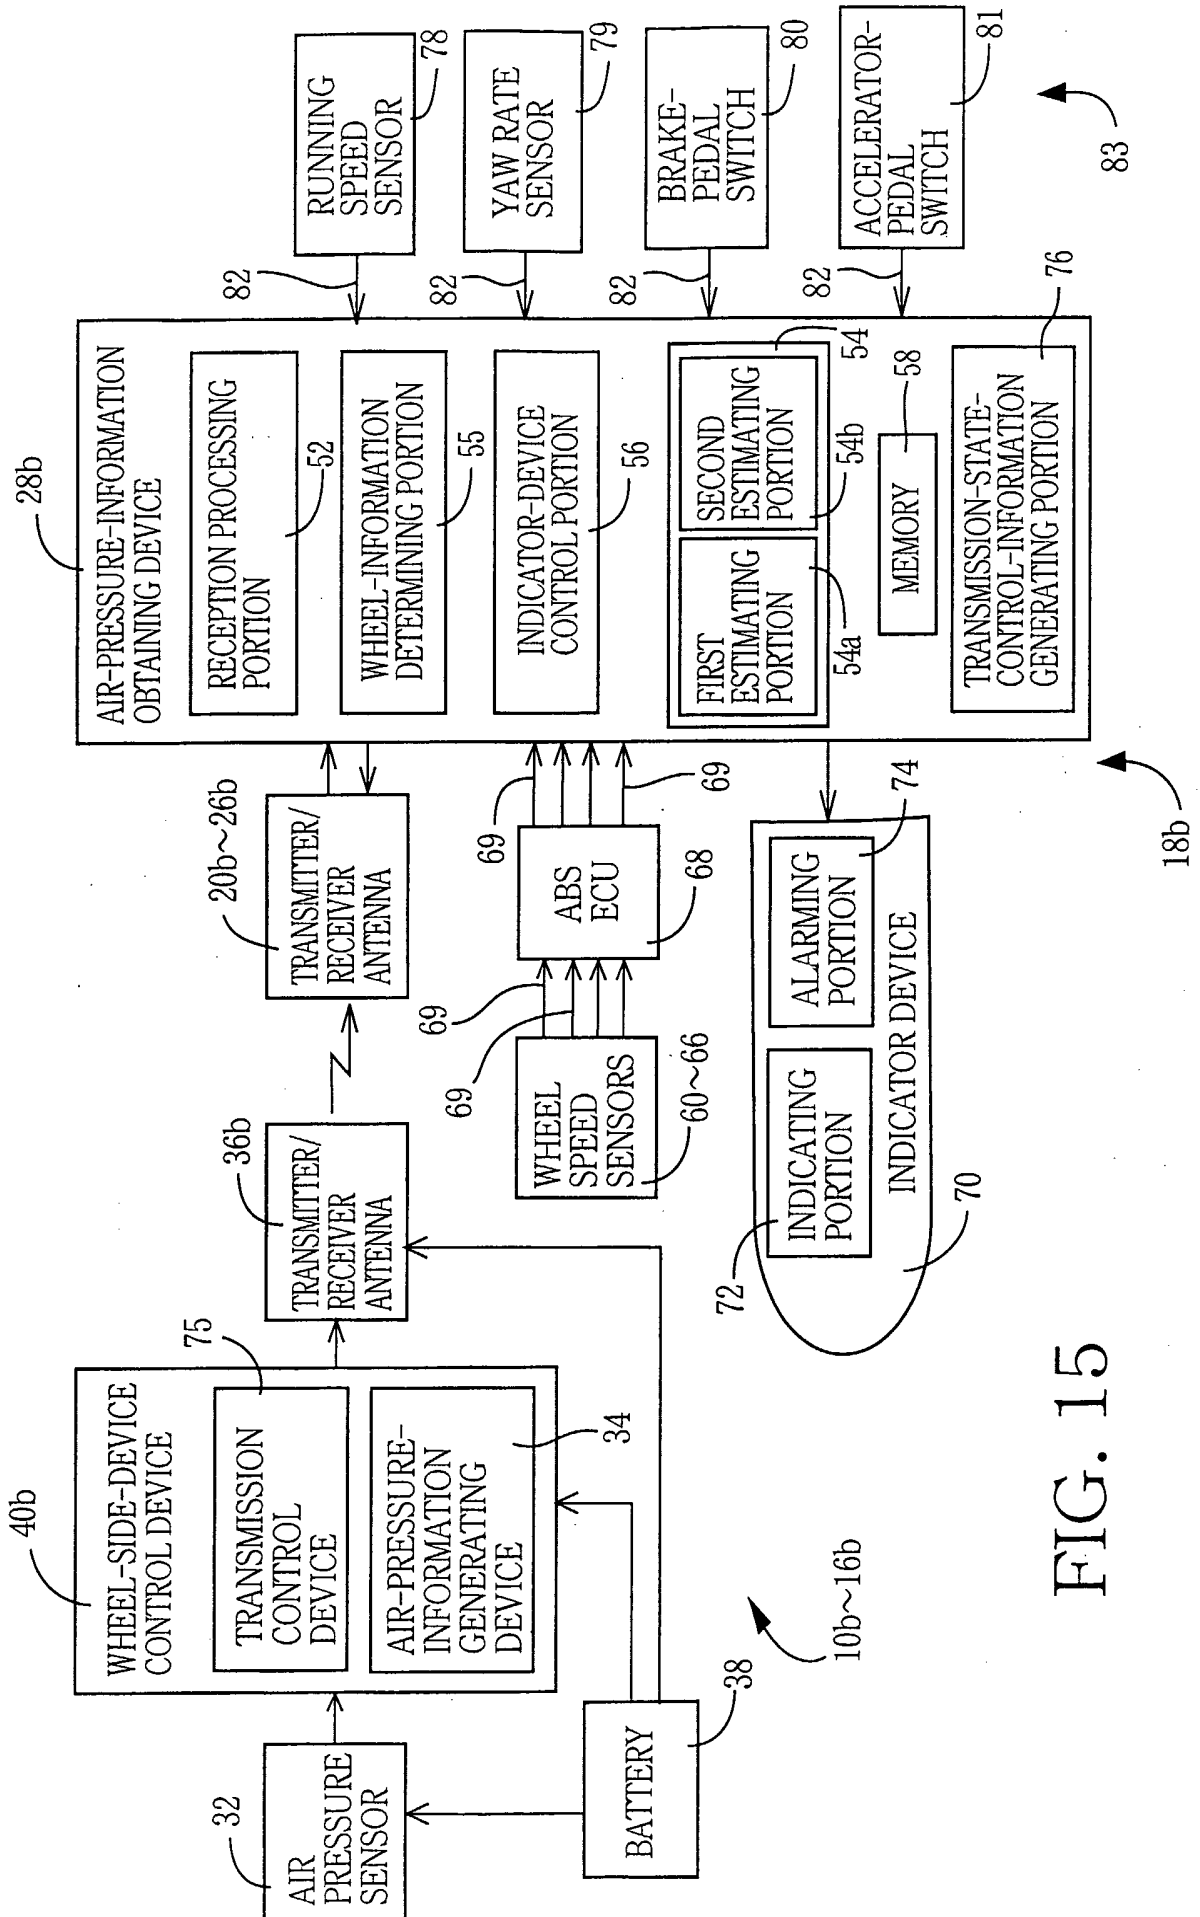 40b
WHEEL-SIDE-DEVICE
CONTROL DEVICE
TRANSMISSION
CONTROL
DEVICE
75
AIR-PRESSURE-
INFORMATION
GENERATING
DEVICE
34
32
AIR
PRESSURE
SENSOR
BATTERY
38
10b~16b
36b
TRANSMITTER/
RECEIVER
ANTENNA
20b~26b
TRANSMITTER/
RECEIVER
ANTENNA
WHEEL
SPEED
SENSORS
60~66
69
69
ABS
ECU
68
69
69
INDICATING
PORTION
72
ALARMING
PORTION
74
INDICATOR DEVICE
70
28b
AIR-PRESSURE-INFORMATION
OBTAINING DEVICE
RECEPTION PROCESSING
PORTION
52
WHEEL-INFORMATION
DETERMINING PORTION
55
INDICATOR-DEVICE
CONTROL PORTION
56
FIRST
ESTIMATING
PORTION
54a
SECOND
ESTIMATING
PORTION
54b
54
MEMORY
58
TRANSMISSION-STATE-
CONTROL-INFORMATION
GENERATING PORTION
76
18b
82
RUNNING
SPEED
SENSOR
78
82
YAW RATE
SENSOR
79
82
BRAKE-
PEDAL
SWITCH
80
82
ACCELERATOR-
PEDAL
SWITCH
81
83
FIG. 15